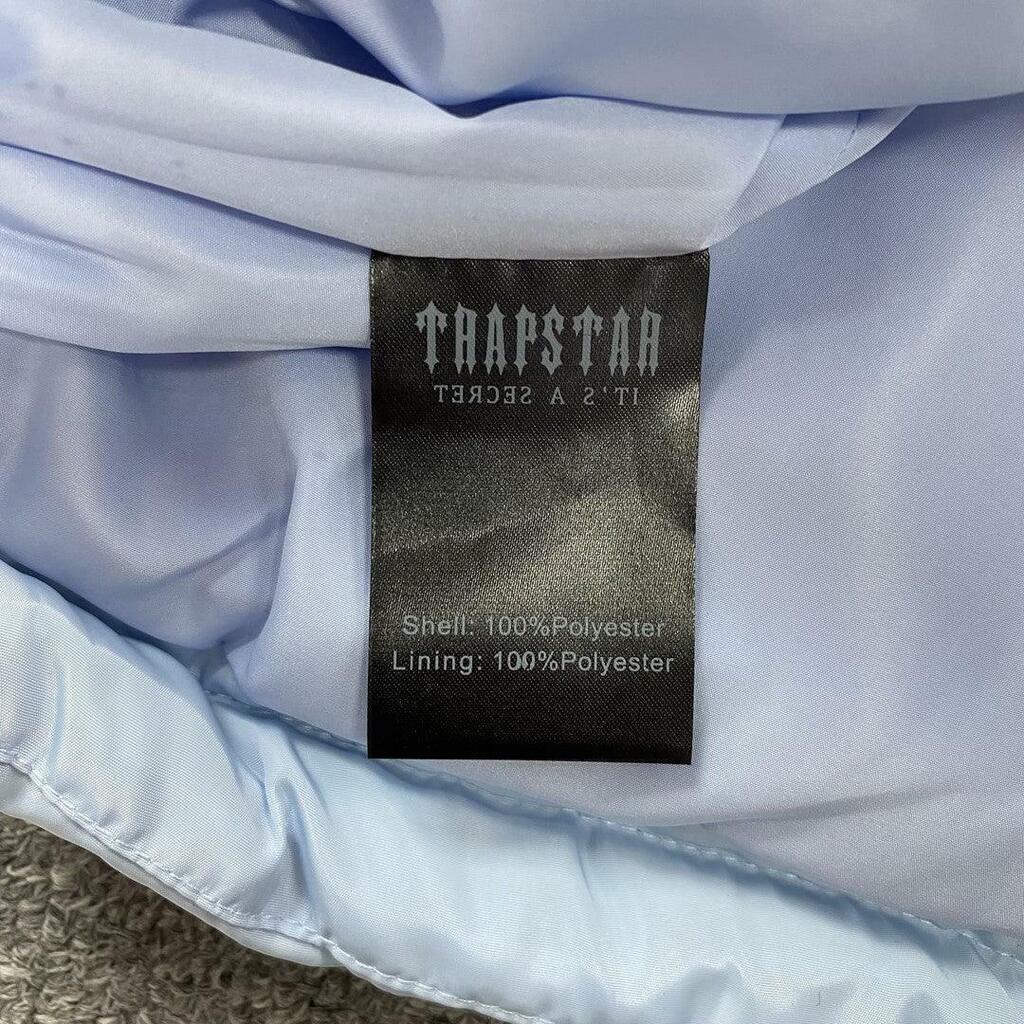 TRAPSTAR
IT'S A SECRET
Shell: 100%Polyester
Lining: 100%Polyester